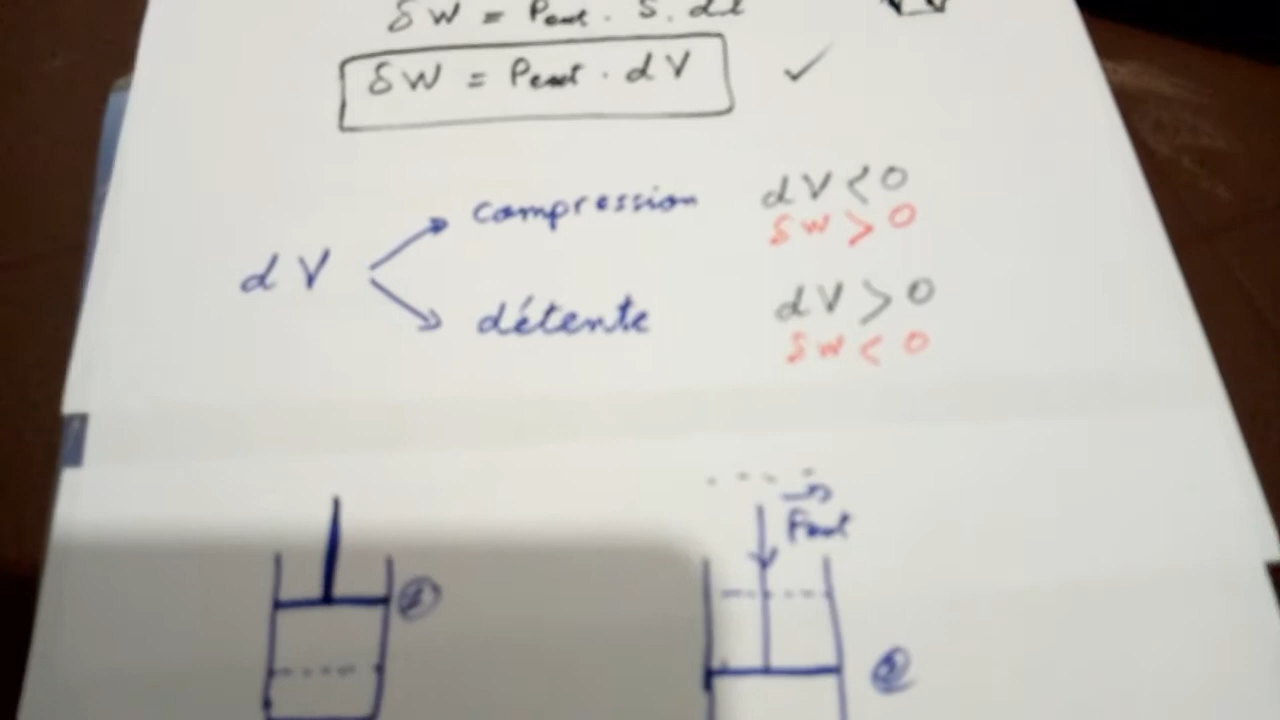 δW = Pext . S . dl
δW = Pext . dV
compression dV < 0
δW > 0
dV
détente dV > 0
δW < 0
Fext
①
②